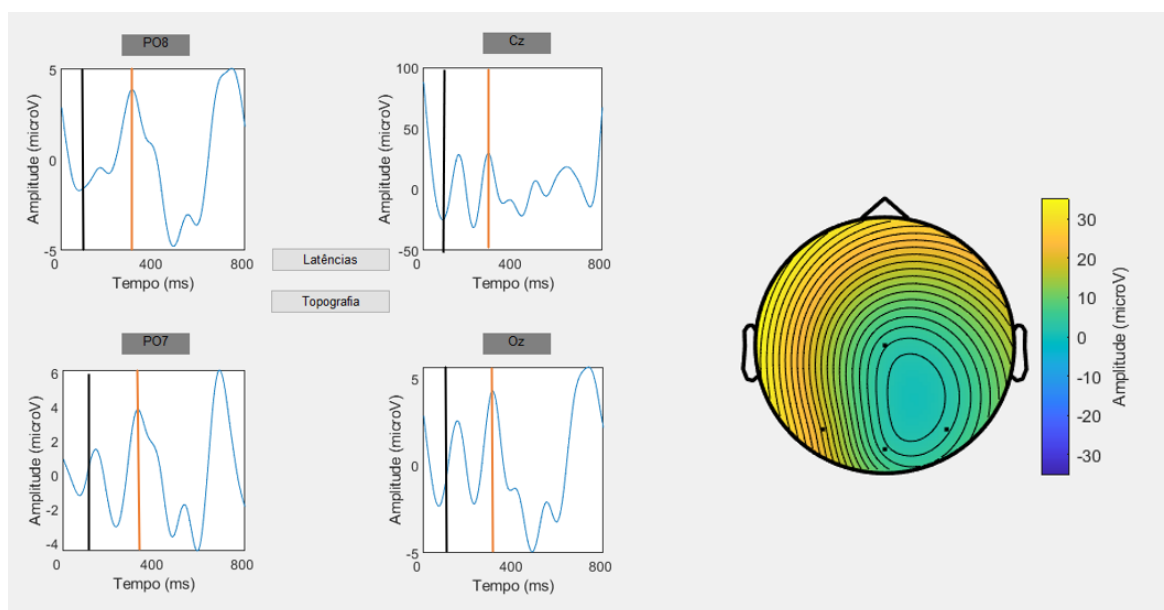 PO8
Amplitude (microV)
5
0
-5
0
400
800
Tempo (ms)
Cz
Amplitude (microV)
100
50
0
-50
0
400
800
Tempo (ms)
Latências
Topografia
PO7
Amplitude (microV)
6
4
2
0
-2
-4
0
400
800
Tempo (ms)
Oz
Amplitude (microV)
5
0
-5
0
400
800
Tempo (ms)
30
20
10
0
-10
-20
-30
Amplitude (microV)